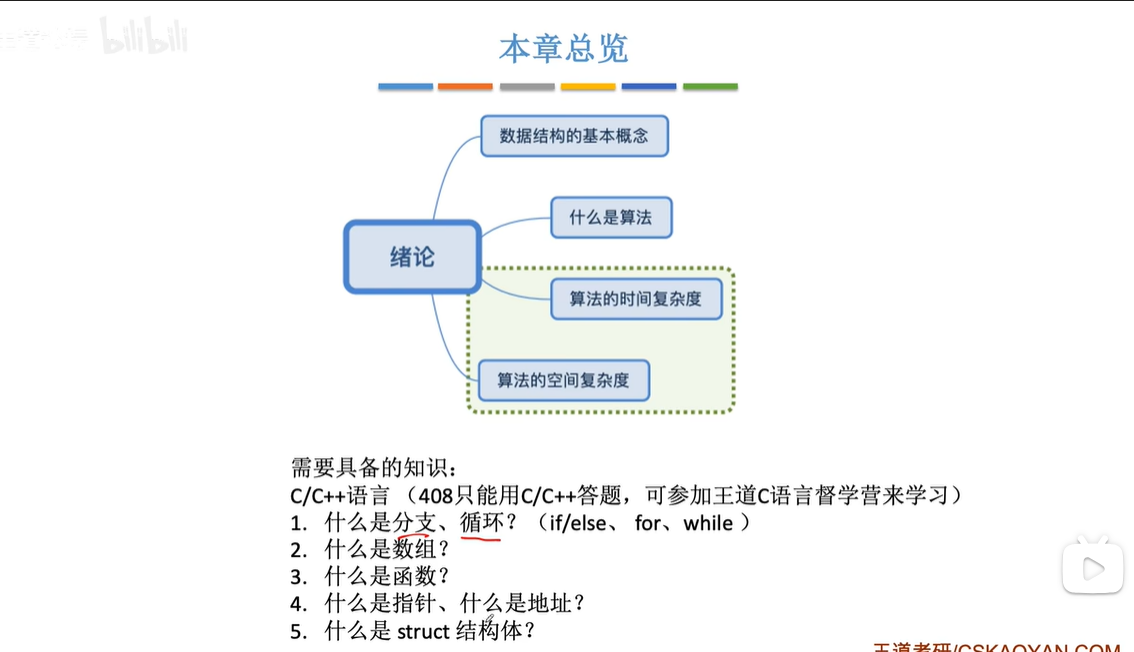 bilibili
本章总览
数据结构的基本概念
什么是算法
绪论
算法的时间复杂度
算法的空间复杂度
需要具备的知识：
C/C++语言 （408只能用C/C++答题，可参加王道C语言督学营来学习）
1. 什么是分支、循环？（if/else、 for、while ）
2. 什么是数组？
3. 什么是函数？
4. 什么是指针、什么是地址？
5. 什么是 struct 结构体？
王道考研/CSKAOYAN.COM